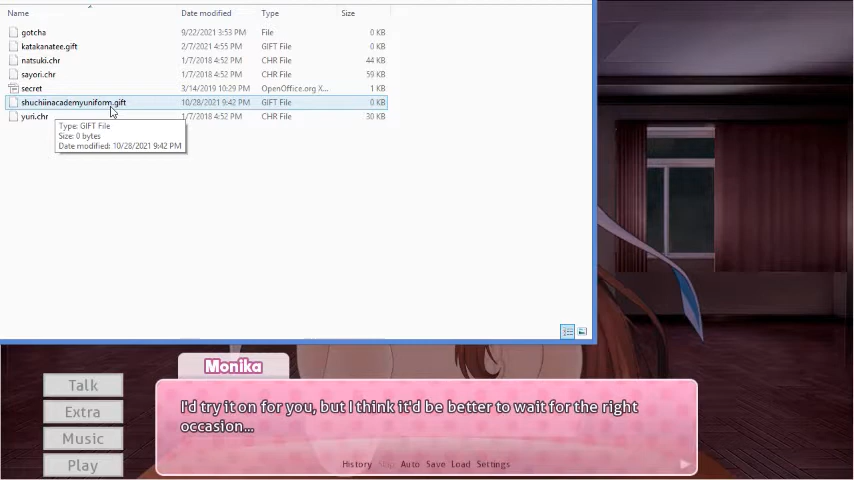 Name Date modified Type Size
gotcha 9/22/2021 3:53 PM File 0 KB
katakanatee.gift 2/7/2021 4:55 PM GIFT File 0 KB
natsuki.chr 1/7/2018 4:52 PM CHR File 44 KB
sayori.chr 1/7/2018 4:52 PM CHR File 59 KB
secret 3/14/2019 10:29 PM OpenOffice.org X... 1 KB
shuchiinacademyuniform.gift 10/28/2021 9:42 PM GIFT File 0 KB
yuri.chr 1/7/2018 4:52 PM CHR File 30 KB
Type: GIFT File
Size: 0 bytes
Date modified: 10/28/2021 9:42 PM
Monika
I'd try it on for you, but I think it'd be better to wait for the right
occasion...
Talk
Extra
Music
Play
History Skip Auto Save Load Settings